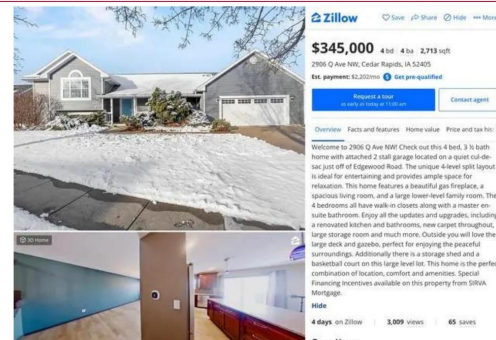 Zillow
Save Share Hide More
$345,000 4 bd 4 ba 2,713 sqft
2906 Q Ave NW, Cedar Rapids, IA 52405
Est. payment: $2,202/mo $ Get pre-qualified
Request a tour
as early as today at 11:00 am
Contact agent
Overview Facts and features Home value Price and tax his
Welcome to 2906 Q Ave NW! Check out this 4 bed, 3 ½ bath
home with attached 2 stall garage located on a quiet cul-de-
sac just off of Edgewood Road. The unique 4-level split layout
is ideal for entertaining and provides ample space for
relaxation. This home features a beautiful gas fireplace, a
spacious living room, and a large lower-level family room. The
4 bedrooms all have walk-in closets along with a master en-
suite bathroom. Enjoy all the updates and upgrades, including
a renovated kitchen and bathrooms, new carpet throughout,
large storage room and much more. Outside you will love the
large deck and gazebo, perfect for enjoying the peaceful
surroundings. Additionally there is a storage shed and a
basketball court on this large level lot. This home is the perfec
combination of location, comfort and amenities. Special
Financing Incentives available on this property from SIRVA
Mortgage.
Hide
4 days on Zillow 3,009 views 65 saves
3D Home